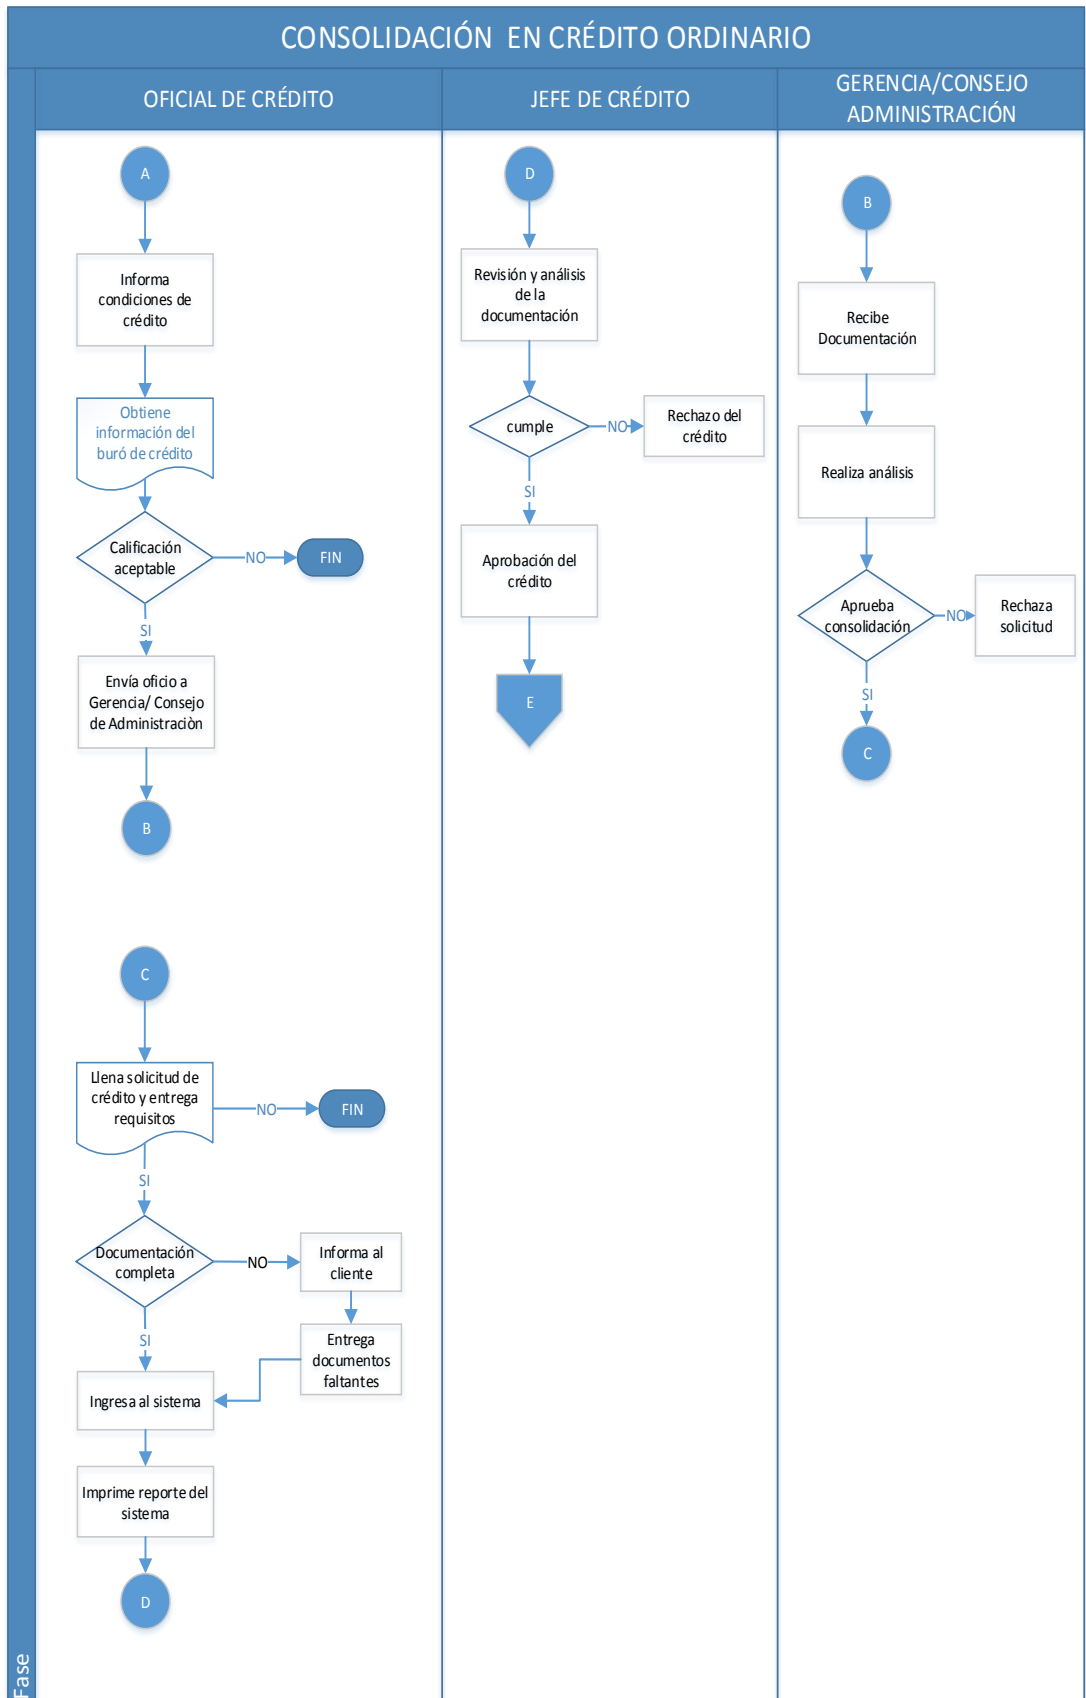 CONSOLIDACIÓN EN CRÉDITO ORDINARIO
OFICIAL DE CRÉDITO
JEFE DE CRÉDITO
GERENCIA/CONSEJO
ADMINISTRACIÓN
A
Informa
condiciones de
crédito
Obtiene
información del
buró de crédito
Calificación
aceptable
NO
FIN
SI
Envía oficio a
Gerencia/ Consejo
de Administraciòn
B
C
Llena solicitud de
crédito y entrega
requisitos
NO
FIN
SI
Documentación
completa
NO
Informa al
cliente
Entrega
documentos
faltantes
SI
Ingresa al sistema
Imprime reporte del
sistema
D
D
Revisión y análisis
de la
documentación
cumple
NO
Rechazo del
crédito
SI
Aprobación del
crédito
E
B
Recibe
Documentación
Realiza análisis
Aprueba
consolidación
NO
Rechaza
solicitud
SI
C
Fase